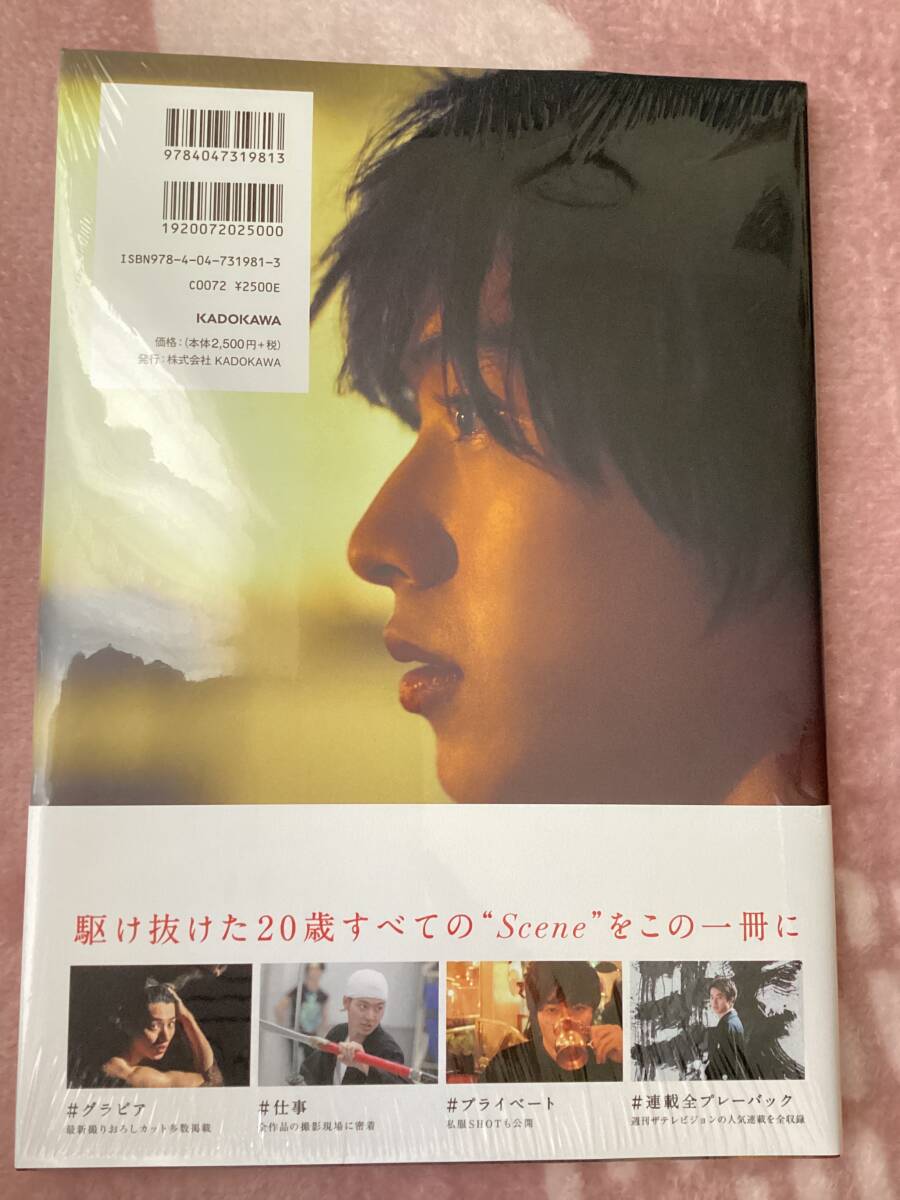 9784047319813
1920072025000
ISBN978-4-04-731981-3
C0072 ¥2500E
KADOKAWA
価格:(本体2,500円+税)
発行:株式会社 KADOKAWA
駆け抜けた20歳すべての“Scene”をこの一冊に
#グラビア
最新撮りおろしカット多数掲載
#仕事
全作品の撮影現場に密着
#プライベート
私服SHOTも公開
#連載全プレーバック
週刊ザテレビジョンの人気連載を全収録